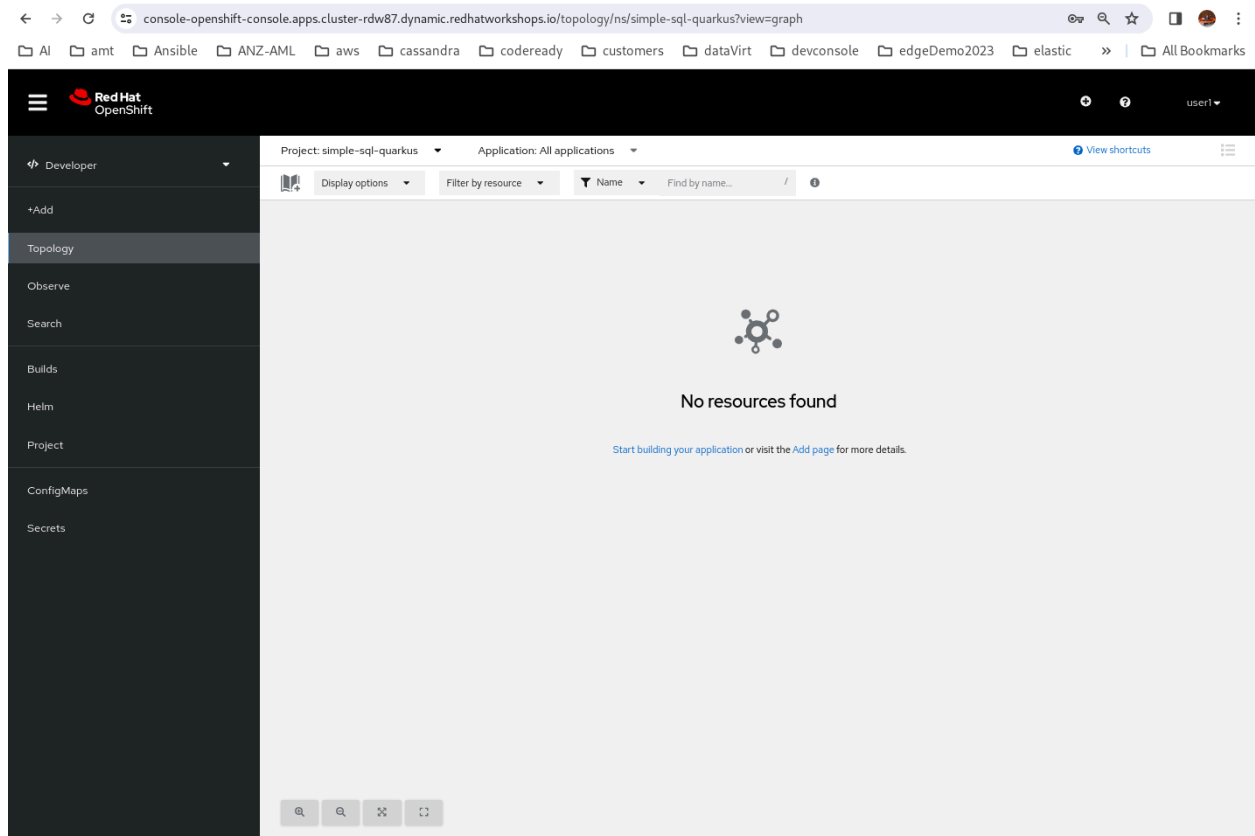 console-openshift-console.apps.cluster-rdw87.dynamic.redhatworkshops.io/topology/ns/simple-sql-quarkus?view=graph
AI amt Ansible ANZ-AML aws cassandra codeready customers dataVirt devconsole edgeDemo2023 elastic » All Bookmarks
Red Hat
OpenShift
user1
Developer
Project: simple-sql-quarkus Application: All applications View shortcuts
Display options Filter by resource Name Find by name... /
+Add
Topology
Observe
Search
Builds
Helm
Project
ConfigMaps
Secrets
No resources found
Start building your application or visit the Add page for more details.